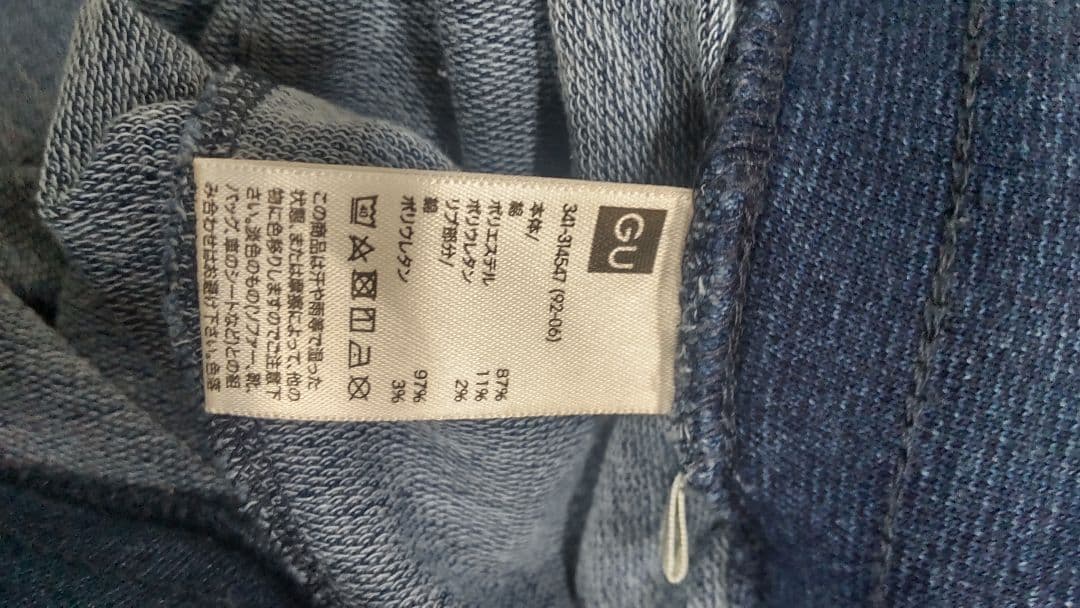 GU
341-314547 (92-06)
本体/
綿 87%
ポリエステル 11%
ポリウレタン 2%
リブ部分/
綿 97%
ポリウレタン 3%
この商品は汗や雨等で湿った
状態、または摩擦によって、他の
物に色移りしますのでご注意下
さい。淡色のもの(ソファー、靴、
バッグ、車のシートなど)との組
み合わせはお避け下さい。色落